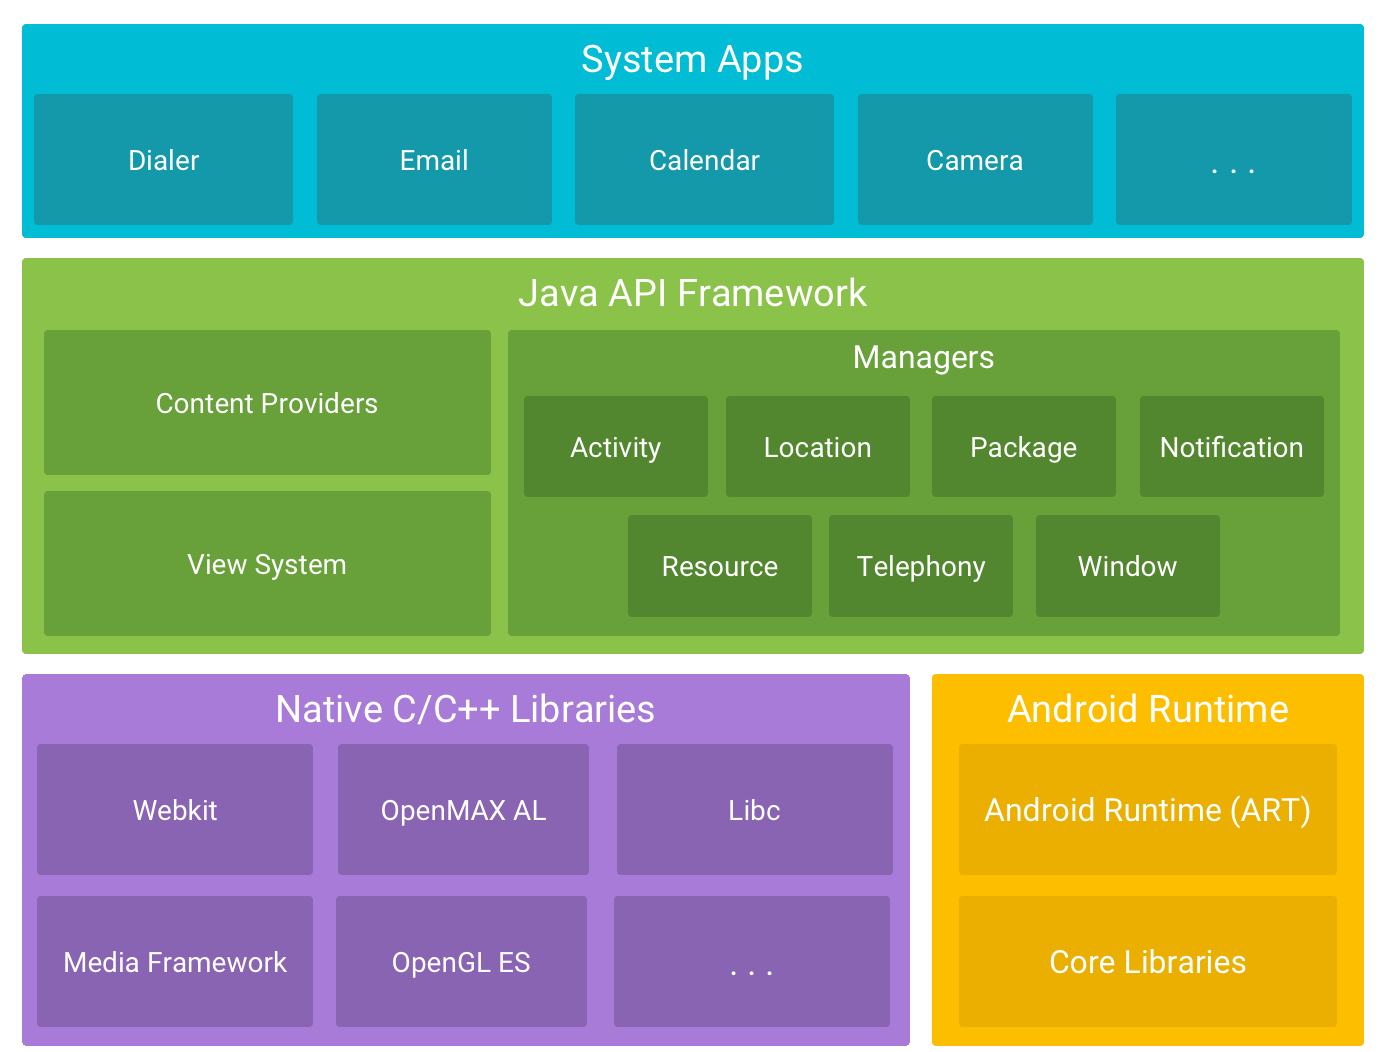 System Apps
Dialer
Email
Calendar
Camera
. . .
Java API Framework
Content Providers
View System
Managers
Activity
Location
Package
Notification
Resource
Telephony
Window
Native C/C++ Libraries
Webkit
OpenMAX AL
Libc
Media Framework
OpenGL ES
. . .
Android Runtime
Android Runtime (ART)
Core Libraries